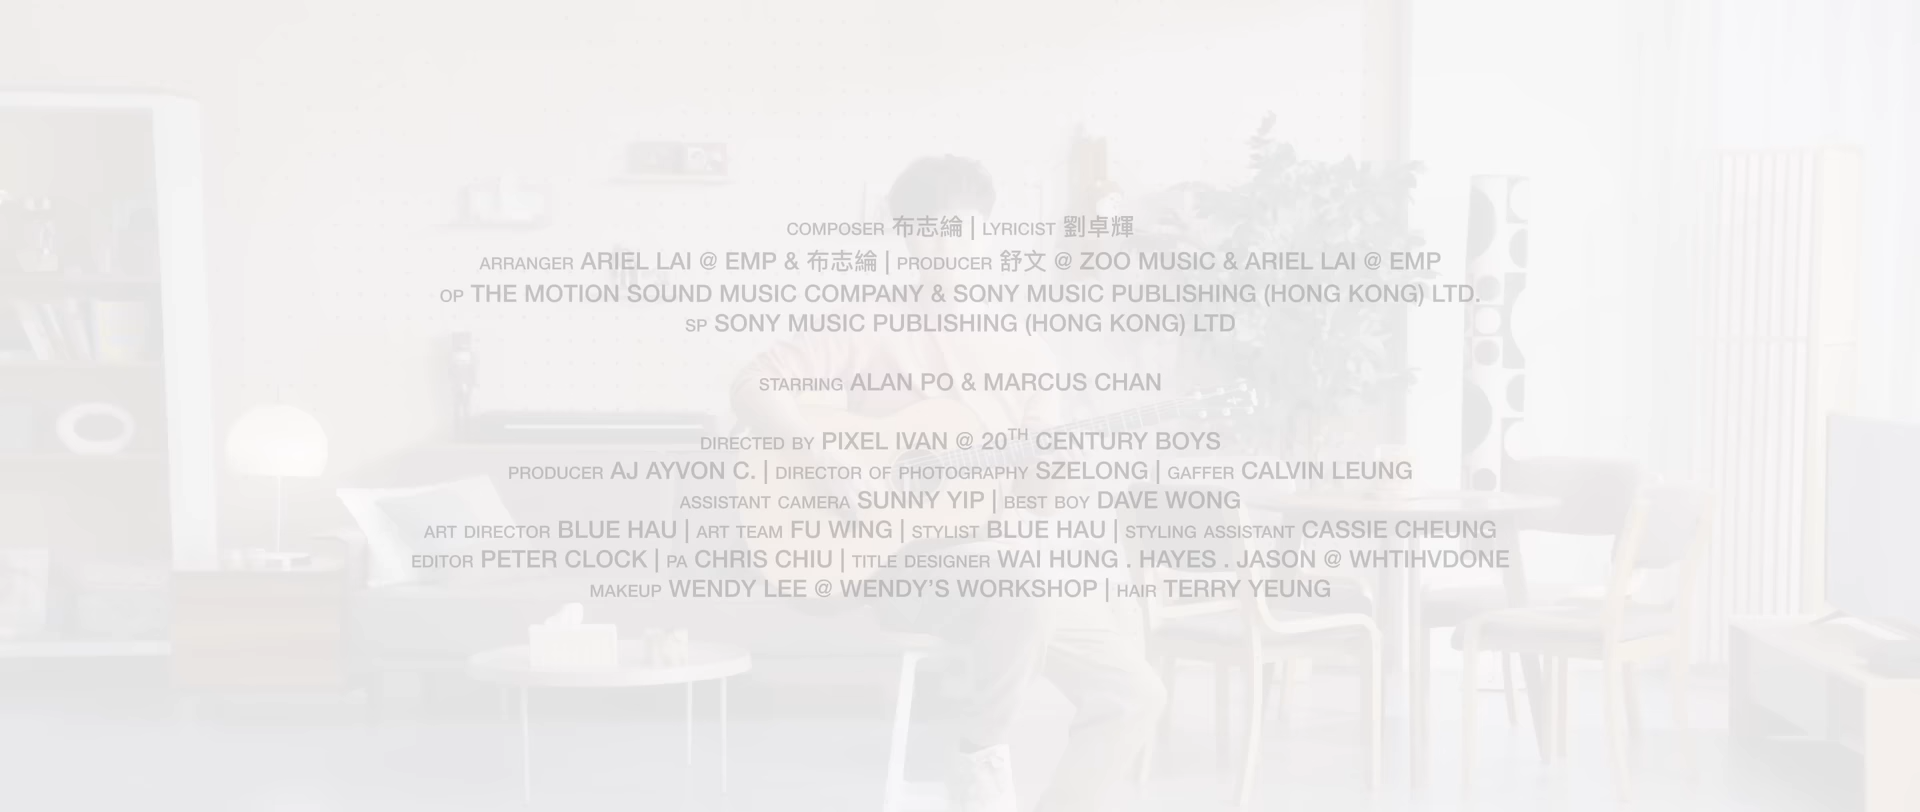 COMPOSER 布志綸 | LYRICIST 劉卓輝
ARRANGER ARIEL LAI @ EMP & 布志綸 | PRODUCER 舒文 @ ZOO MUSIC & ARIEL LAI @ EMP
OP THE MOTION SOUND MUSIC COMPANY & SONY MUSIC PUBLISHING (HONG KONG) LTD.
SP SONY MUSIC PUBLISHING (HONG KONG) LTD
STARRING ALAN PO & MARCUS CHAN
DIRECTED BY PIXEL IVAN @ 20TH CENTURY BOYS
PRODUCER AJ AYVON C. | DIRECTOR OF PHOTOGRAPHY SZELONG | GAFFER CALVIN LEUNG
ASSISTANT CAMERA SUNNY YIP | BEST BOY DAVE WONG
ART DIRECTOR BLUE HAU | ART TEAM FU WING | STYLIST BLUE HAU | STYLING ASSISTANT CASSIE CHEUNG
EDITOR PETER CLOCK | PA CHRIS CHIU | TITLE DESIGNER WAI HUNG . HAYES . JASON @ WHTIHVDONE
MAKEUP WENDY LEE @ WENDY’S WORKSHOP | HAIR TERRY YEUNG